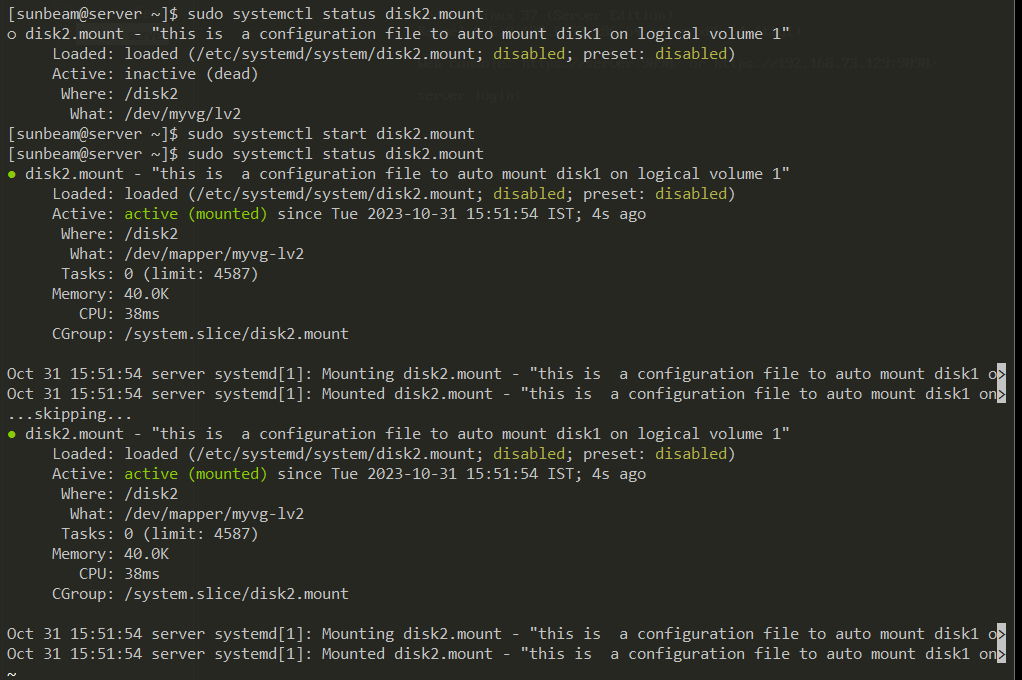 [sunbeam@server ~]$ sudo systemctl status disk2.mount
○ disk2.mount - "this is  a configuration file to auto mount disk1 on logical volume 1"
     Loaded: loaded (/etc/systemd/system/disk2.mount; disabled; preset: disabled)
     Active: inactive (dead)
      Where: /disk2
       What: /dev/myvg/lv2
[sunbeam@server ~]$ sudo systemctl start disk2.mount
[sunbeam@server ~]$ sudo systemctl status disk2.mount
● disk2.mount - "this is  a configuration file to auto mount disk1 on logical volume 1"
     Loaded: loaded (/etc/systemd/system/disk2.mount; disabled; preset: disabled)
     Active: active (mounted) since Tue 2023-10-31 15:51:54 IST; 4s ago
      Where: /disk2
       What: /dev/mapper/myvg-lv2
      Tasks: 0 (limit: 4587)
     Memory: 40.0K
        CPU: 38ms
     CGroup: /system.slice/disk2.mount

Oct 31 15:51:54 server systemd[1]: Mounting disk2.mount - "this is  a configuration file to auto mount disk1 o>
Oct 31 15:51:54 server systemd[1]: Mounted disk2.mount - "this is  a configuration file to auto mount disk1 on>
...skipping...
● disk2.mount - "this is  a configuration file to auto mount disk1 on logical volume 1"
     Loaded: loaded (/etc/systemd/system/disk2.mount; disabled; preset: disabled)
     Active: active (mounted) since Tue 2023-10-31 15:51:54 IST; 4s ago
      Where: /disk2
       What: /dev/mapper/myvg-lv2
      Tasks: 0 (limit: 4587)
     Memory: 40.0K
        CPU: 38ms
     CGroup: /system.slice/disk2.mount

Oct 31 15:51:54 server systemd[1]: Mounting disk2.mount - "this is  a configuration file to auto mount disk1 o>
Oct 31 15:51:54 server systemd[1]: Mounted disk2.mount - "this is  a configuration file to auto mount disk1 on>
~